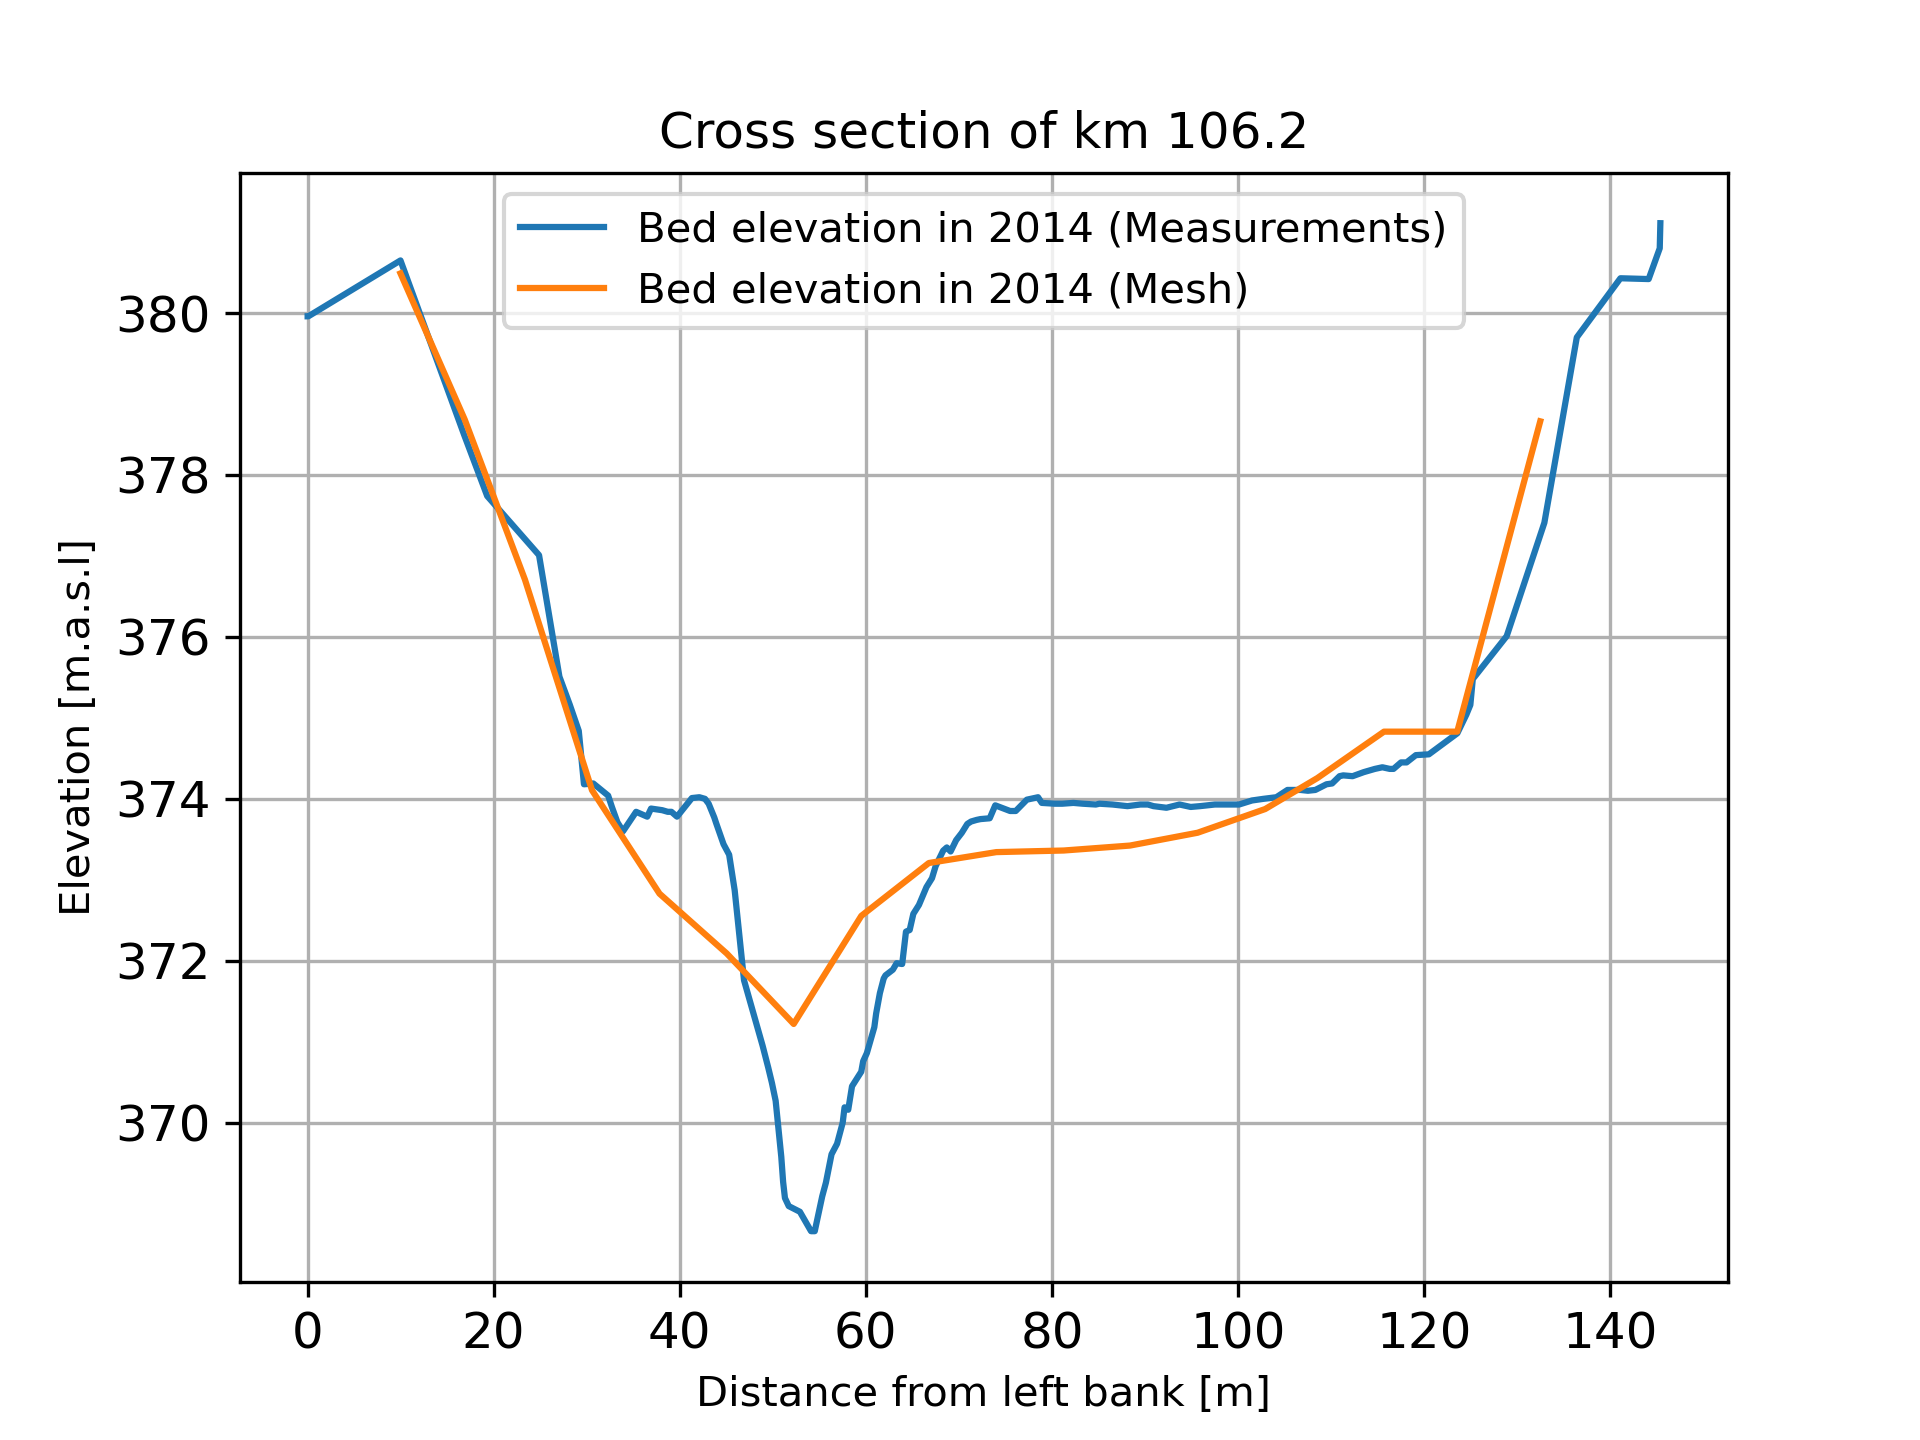 Cross section of km 106.2
Bed elevation in 2014 (Measurements)
Bed elevation in 2014 (Mesh)
Elevation [m.a.s.l]
380
378
376
374
372
370
0 20 40 60 80 100 120 140
Distance from left bank [m]